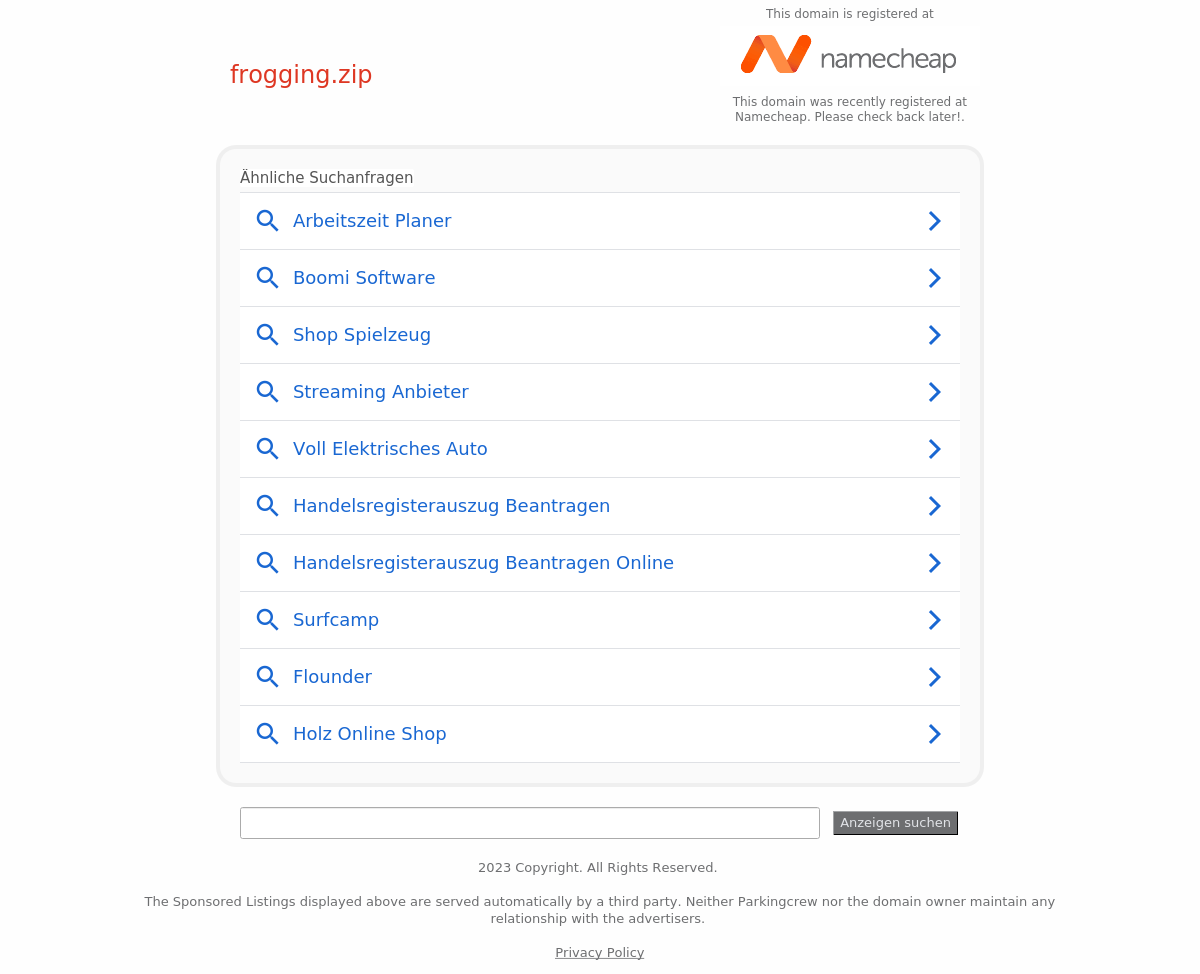 This domain is registered at
namecheap
frogging.zip
This domain was recently registered at
Namecheap. Please check back later!.
Ähnliche Suchanfragen
Arbeitszeit Planer
Boomi Software
Shop Spielzeug
Streaming Anbieter
Voll Elektrisches Auto
Handelsregisterauszug Beantragen
Handelsregisterauszug Beantragen Online
Surfcamp
Flounder
Holz Online Shop
Anzeigen suchen
2023 Copyright. All Rights Reserved.
The Sponsored Listings displayed above are served automatically by a third party. Neither Parkingcrew nor the domain owner maintain any
relationship with the advertisers.
Privacy Policy